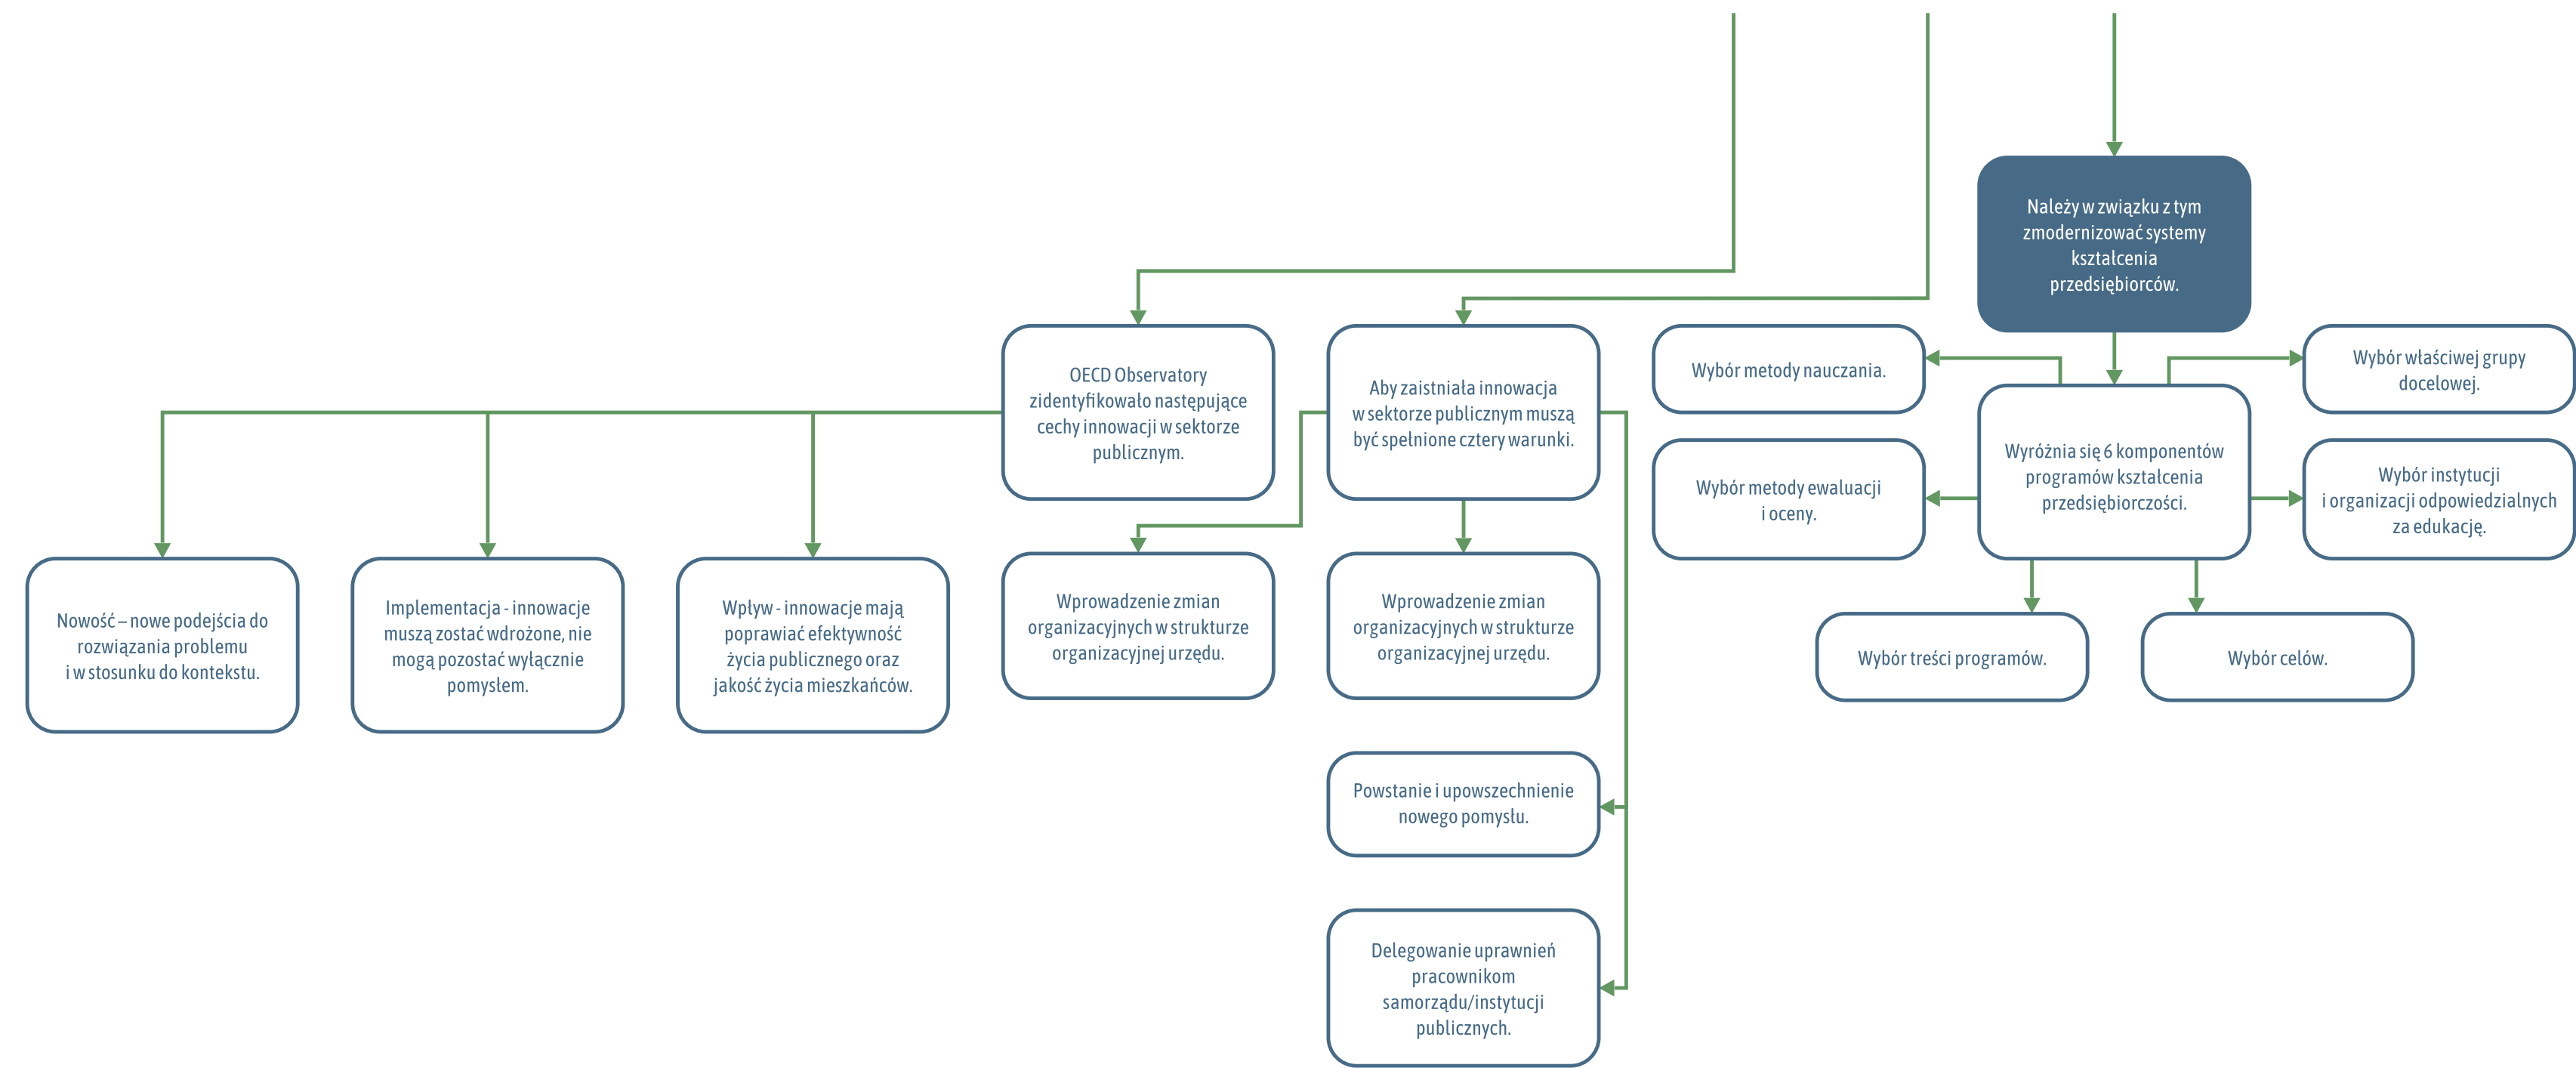 Należy w związku z tym
zmodernizować systemy
kształcenia
przedsiębiorców.
OECD Observatory
zidentyfikowało następujące
cechy innowacji w sektorze
publicznym.
Aby zaistniała innowacja
w sektorze publicznym muszą
być spełnione cztery warunki.
Wybór metody nauczania.
Wybór właściwej grupy
docelowej.
Wybór metody ewaluacji
i oceny.
Wyróżnia się 6 komponentów
programów kształcenia
przedsiębiorczości.
Wybór instytucji
i organizacji odpowiedzialnych
za edukację.
Nowość – nowe podejścia do
rozwiązania problemu
i w stosunku do kontekstu.
Implementacja - innowacje
muszą zostać wdrożone, nie
mogą pozostać wyłącznie
pomysłem.
Wpływ - innowacje mają
poprawiać efektywność
życia publicznego oraz
jakość życia mieszkańców.
Wprowadzenie zmian
organizacyjnych w strukturze
organizacyjnej urzędu.
Wprowadzenie zmian
organizacyjnych w strukturze
organizacyjnej urzędu.
Wybór treści programów.
Wybór celów.
Powstanie i upowszechnienie
nowego pomysłu.
Delegowanie uprawnień
pracownikom
samorządu/instytucji
publicznych.